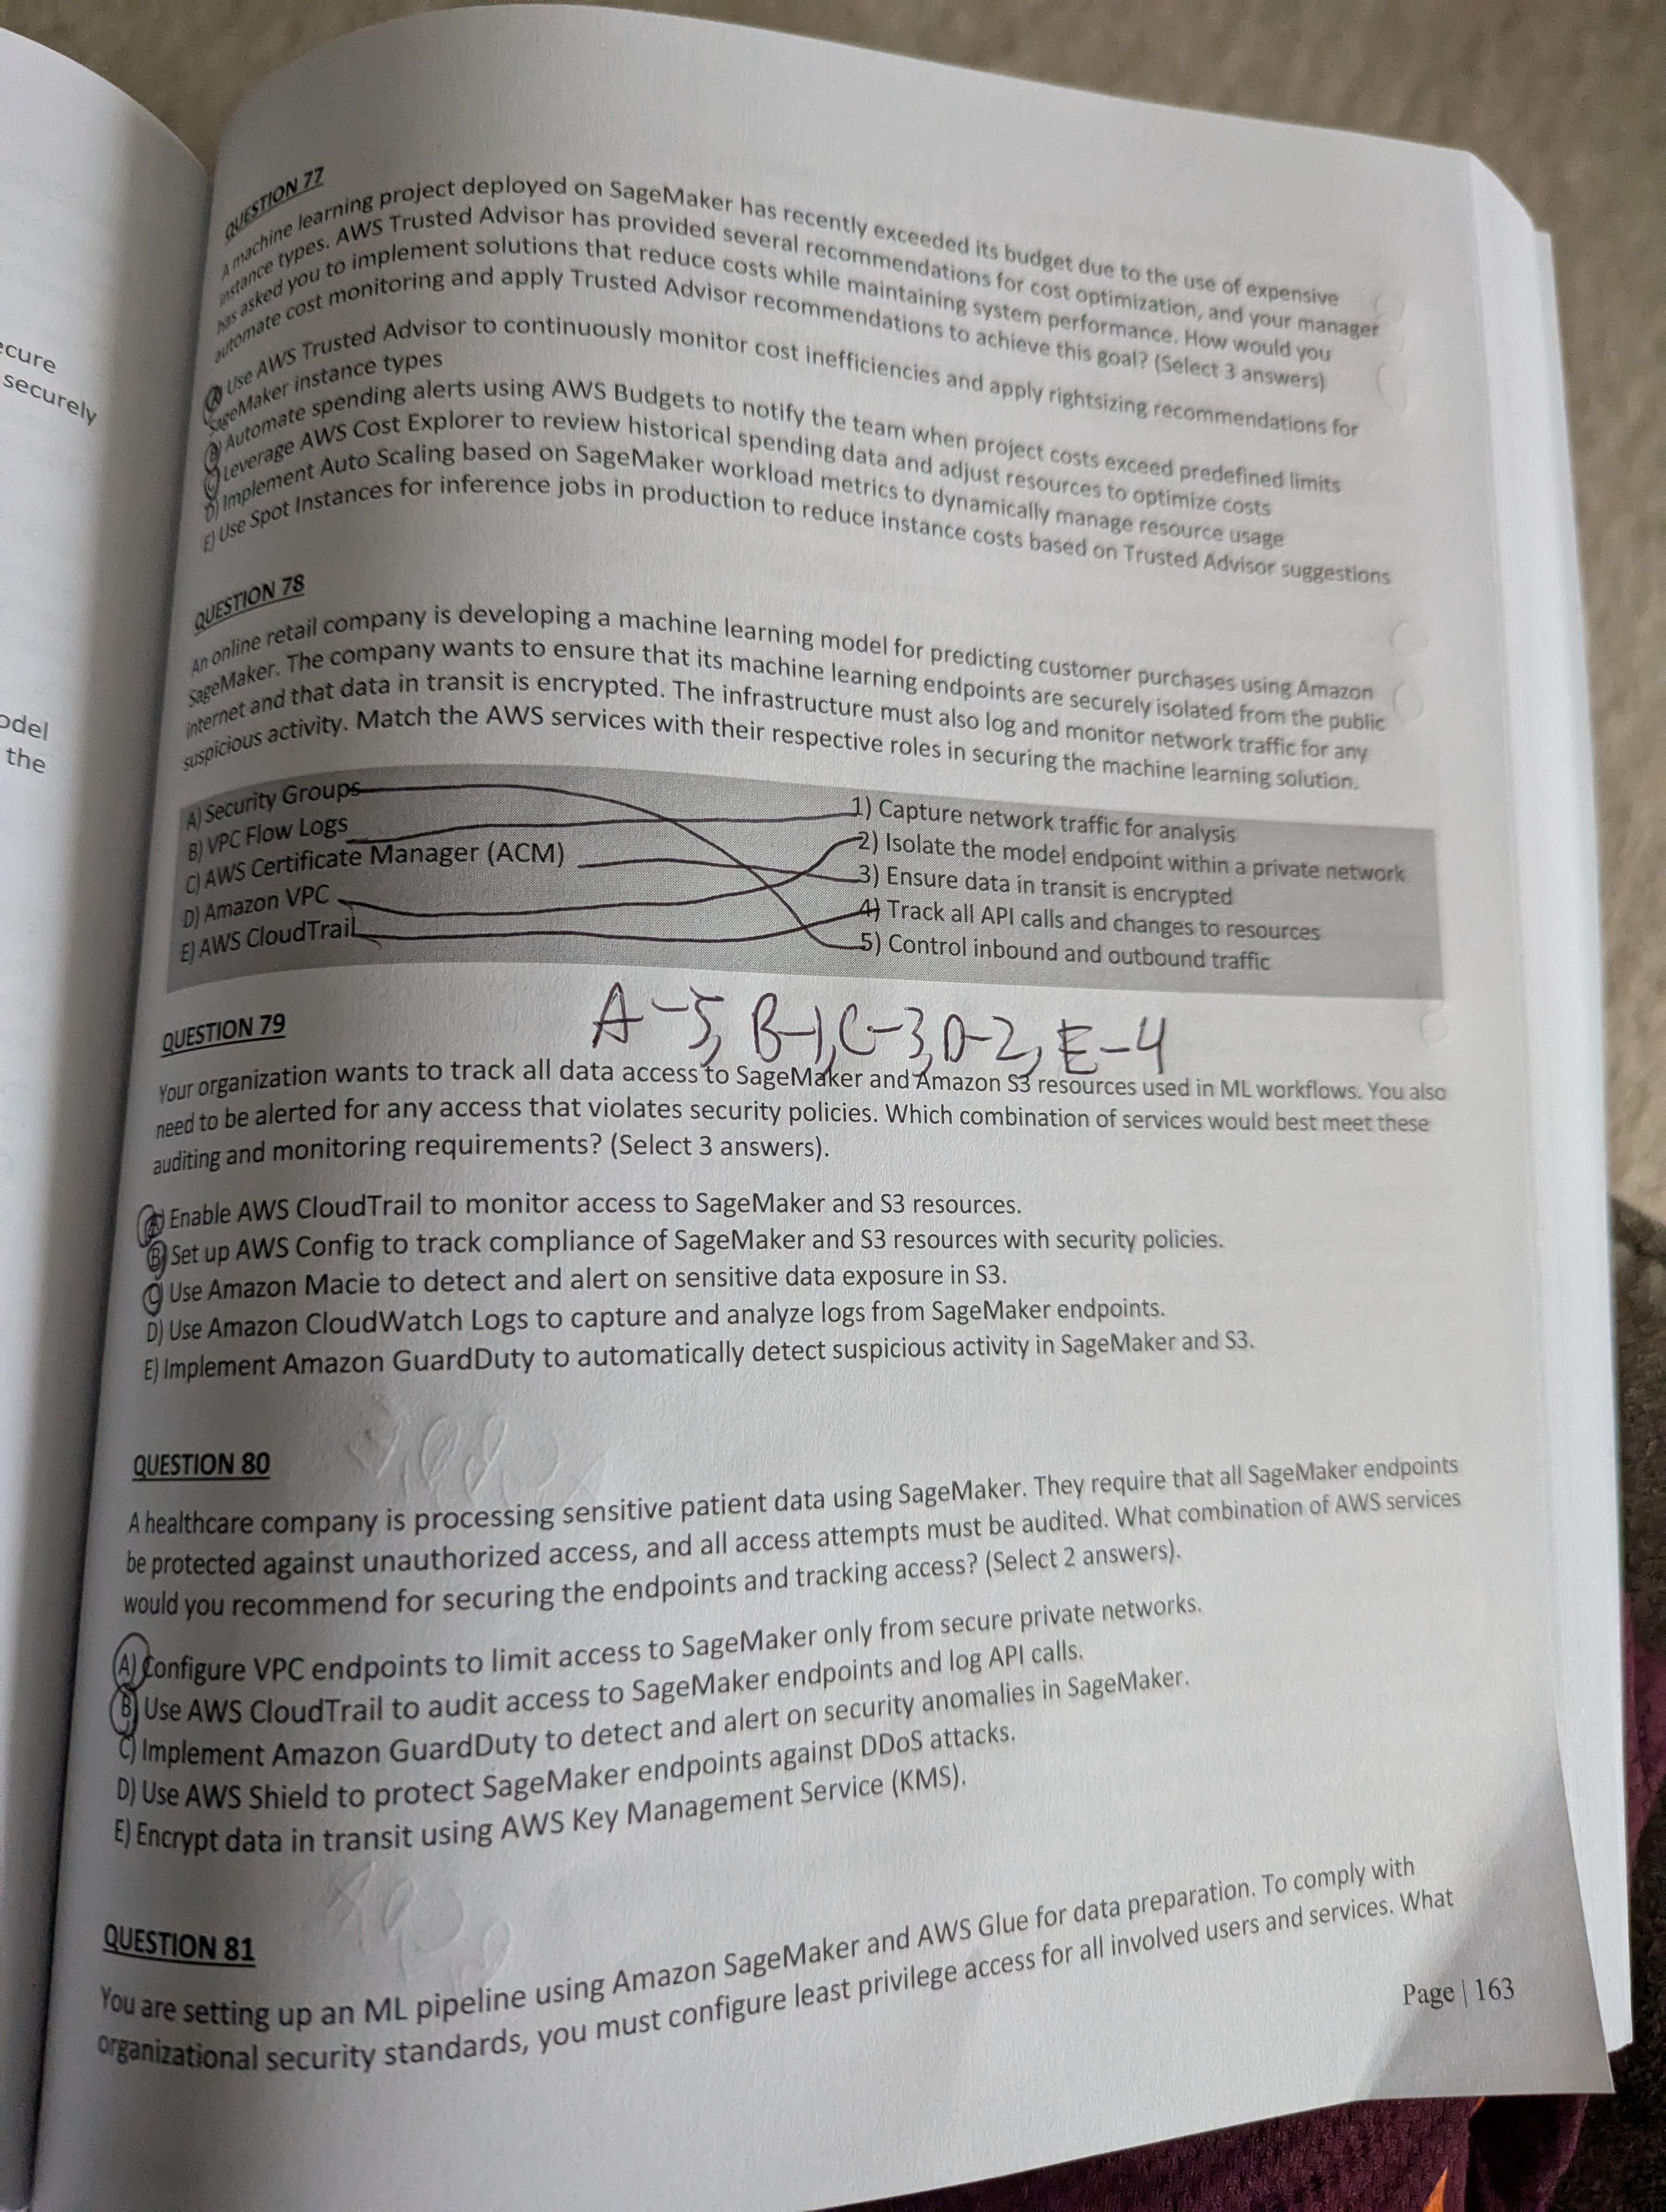 ecure
securely
odel
the
QUESTION 77
A machine learning project deployed on SageMaker has recently exceeded its budget due to the use of expensive
instance types. AWS Trusted Advisor has provided several recommendations for cost optimization, and your manager
has asked you to implement solutions that reduce costs while maintaining system performance. How would you
automate cost monitoring and apply Trusted Advisor recommendations to achieve this goal? (Select 3 answers)
A) Use AWS Trusted Advisor to continuously monitor cost inefficiencies and apply rightsizing recommendations for
SageMaker instance types
B) Automate spending alerts using AWS Budgets to notify the team when project costs exceed predefined limits
C) Leverage AWS Cost Explorer to review historical spending data and adjust resources to optimize costs
D) Implement Auto Scaling based on SageMaker workload metrics to dynamically manage resource usage
E) Use Spot Instances for inference jobs in production to reduce instance costs based on Trusted Advisor suggestions
QUESTION 78
An online retail company is developing a machine learning model for predicting customer purchases using Amazon
SageMaker. The company wants to ensure that its machine learning endpoints are securely isolated from the public
internet and that data in transit is encrypted. The infrastructure must also log and monitor network traffic for any
suspicious activity. Match the AWS services with their respective roles in securing the machine learning solution.
A) Security Groups
B) VPC Flow Logs
C) AWS Certificate Manager (ACM)
D) Amazon VPC
E) AWS CloudTrail
1) Capture network traffic for analysis
2) Isolate the model endpoint within a private network
3) Ensure data in transit is encrypted
4) Track all API calls and changes to resources
5) Control inbound and outbound traffic
A-5, B-1, C-3, D-2, E-4
QUESTION 79
Your organization wants to track all data access to SageMaker and Amazon S3 resources used in ML workflows. You also
need to be alerted for any access that violates security policies. Which combination of services would best meet these
auditing and monitoring requirements? (Select 3 answers).
A) Enable AWS CloudTrail to monitor access to SageMaker and S3 resources.
B) Set up AWS Config to track compliance of SageMaker and S3 resources with security policies.
C) Use Amazon Macie to detect and alert on sensitive data exposure in S3.
D) Use Amazon CloudWatch Logs to capture and analyze logs from SageMaker endpoints.
E) Implement Amazon GuardDuty to automatically detect suspicious activity in SageMaker and S3.
QUESTION 80
A healthcare company is processing sensitive patient data using SageMaker. They require that all SageMaker endpoints
be protected against unauthorized access, and all access attempts must be audited. What combination of AWS services
would you recommend for securing the endpoints and tracking access? (Select 2 answers).
A) Configure VPC endpoints to limit access to SageMaker only from secure private networks.
B) Use AWS CloudTrail to audit access to SageMaker endpoints and log API calls.
C) Implement Amazon GuardDuty to detect and alert on security anomalies in SageMaker.
D) Use AWS Shield to protect SageMaker endpoints against DDoS attacks.
E) Encrypt data in transit using AWS Key Management Service (KMS).
QUESTION 81
You are setting up an ML pipeline using Amazon SageMaker and AWS Glue for data preparation. To comply with
organizational security standards, you must configure least privilege access for all involved users and services. What
Page | 163